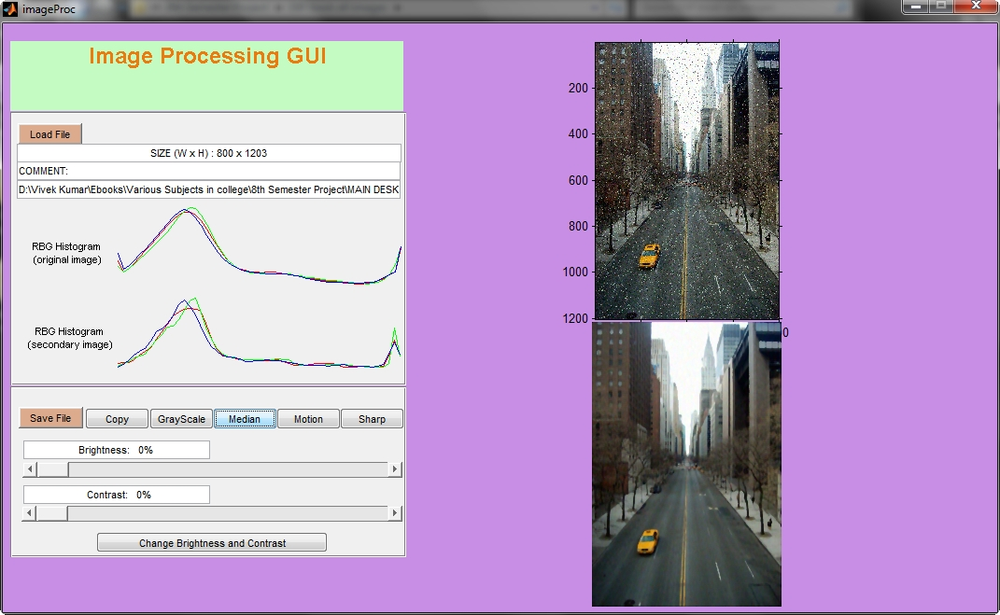 imageProc
Image Processing GUI
Load File
SIZE (W x H) : 800 x 1203
COMMENT:
D:\Vivek Kumar\Ebooks\Various Subjects in college\8th Semester Project\MAIN DESK
RBG Histogram
(original image)
RBG Histogram
(secondary image)
Save File
Copy
GrayScale
Median
Motion
Sharp
Brightness: 0%
Contrast: 0%
Change Brightness and Contrast
200
400
600
800
1000
1200
0